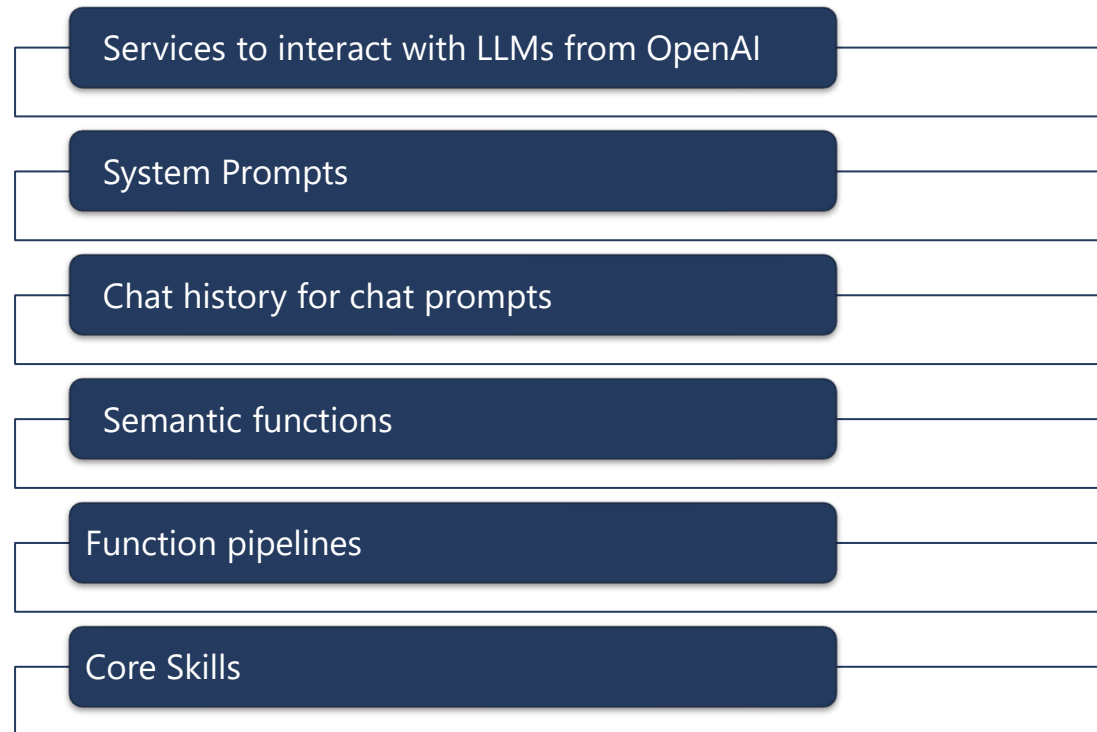 Services to interact with LLMs from OpenAI
System Prompts
Chat history for chat prompts
Semantic functions
Function pipelines
Core Skills